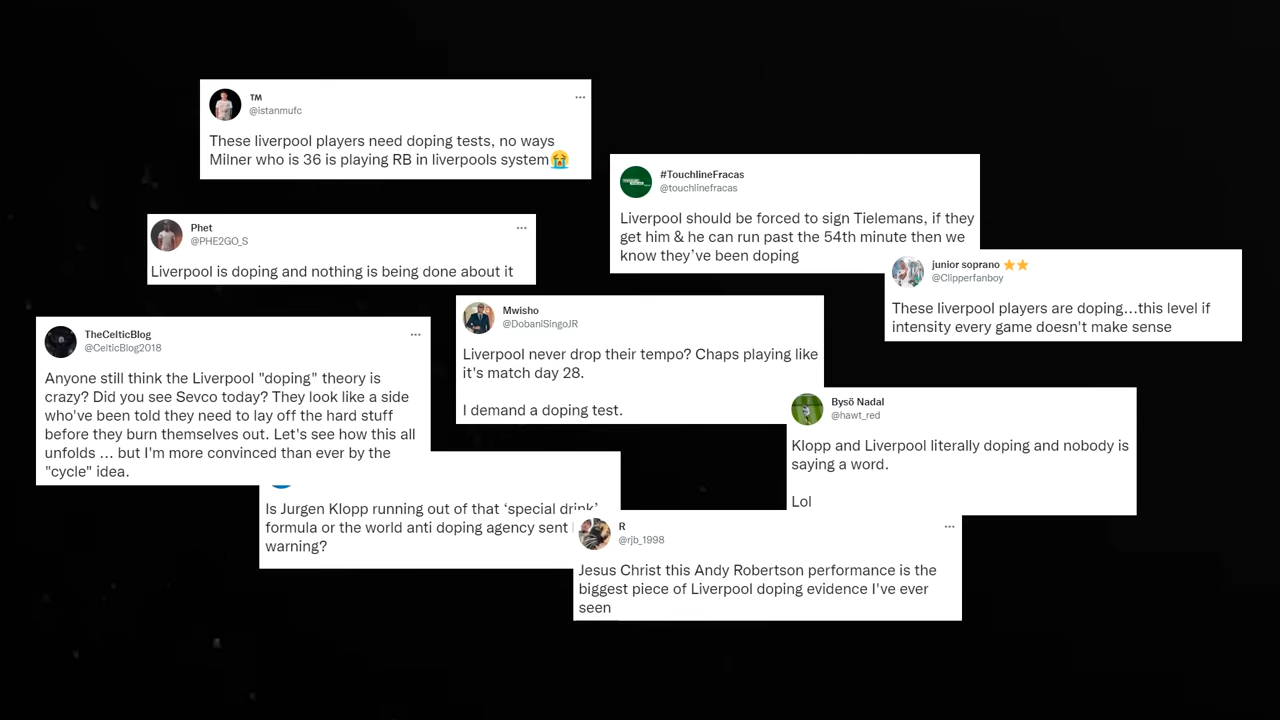 TM
@istanmufc
These liverpool players need doping tests, no ways
Milner who is 36 is playing RB in liverpools system😭
#TouchlineFracas
@touchlinefracas
Liverpool should be forced to sign Tielemans, if they
get him & he can run past the 54th minute then we
know they’ve been doping
Phet
@PHE2GO_S
Liverpool is doping and nothing is being done about it
junior soprano ⭐⭐
@Clipperfanboy
These liverpool players are doping...this level if
intensity every game doesn't make sense
Mwisho
@DobaniSingoJR
Liverpool never drop their tempo? Chaps playing like
it's match day 28.
I demand a doping test.
TheCelticBlog
@CelticBlog2018
Anyone still think the Liverpool "doping" theory is
crazy? Did you see Sevco today? They look like a side
who've been told they need to lay off the hard stuff
before they burn themselves out. Let's see how this all
unfolds ... but I'm more convinced than ever by the
"cycle" idea.
Bysö Nadal
@hawt_red
Klopp and Liverpool literally doping and nobody is
saying a word.
Lol
Is Jurgen Klopp running out of that ‘special drink’
formula or the world anti doping agency sent
warning?
R
@rjb_1998
Jesus Christ this Andy Robertson performance is the
biggest piece of Liverpool doping evidence I've ever
seen